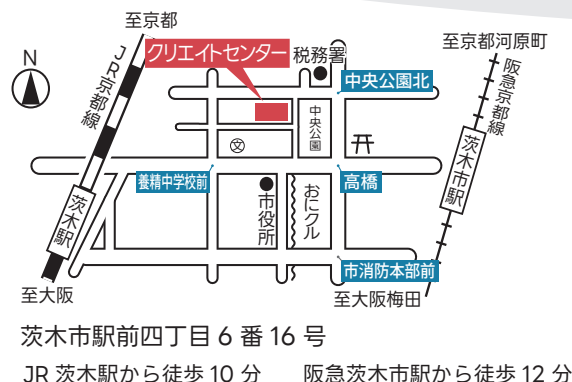 至京都
クリエイトセンター
税務署
至京都河原町
N
JR京都線
中央公園北
阪急京都線
中央公園
文
養精中学校前
高橋
茨木市駅
茨木駅
市役所
おにクル
市消防本部前
至大阪
至大阪梅田
茨木市駅前四丁目 6 番 16 号
JR 茨木駅から徒歩 10 分 阪急茨木市駅から徒歩 12 分